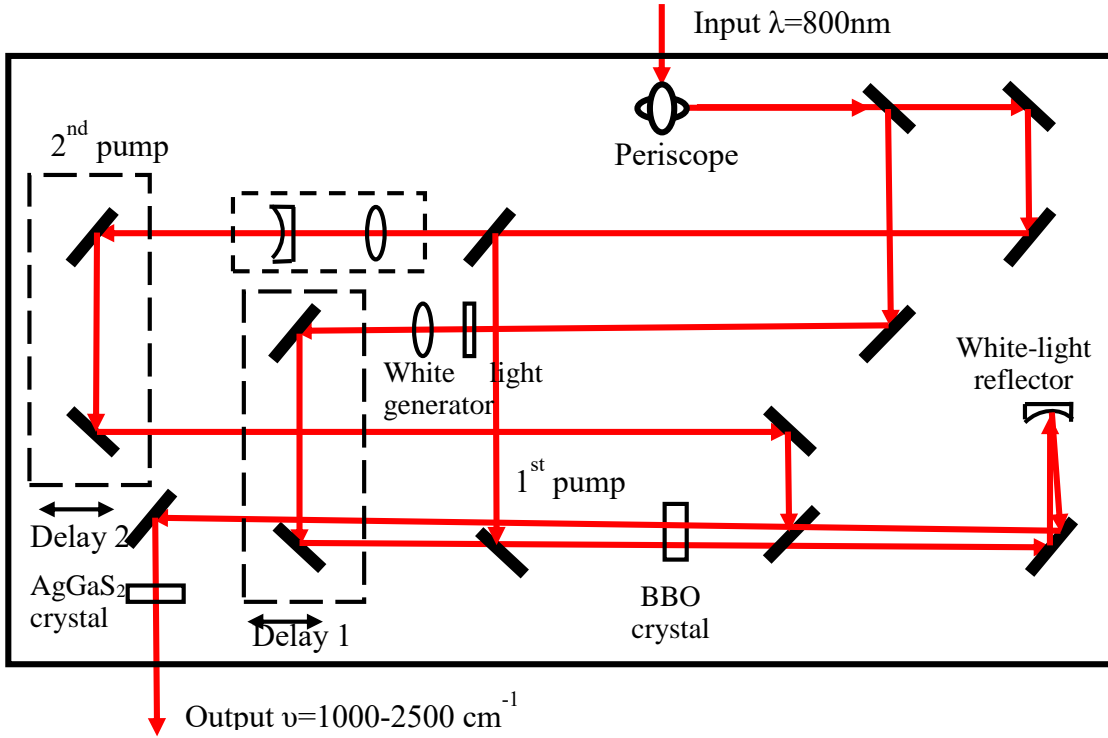 Input λ=800nm
Periscope
2nd pump
White light
generator
White-light
reflector
1st pump
Delay 2
AgGaS2
crystal
BBO
crystal
Delay 1
Output υ=1000-2500 cm-1